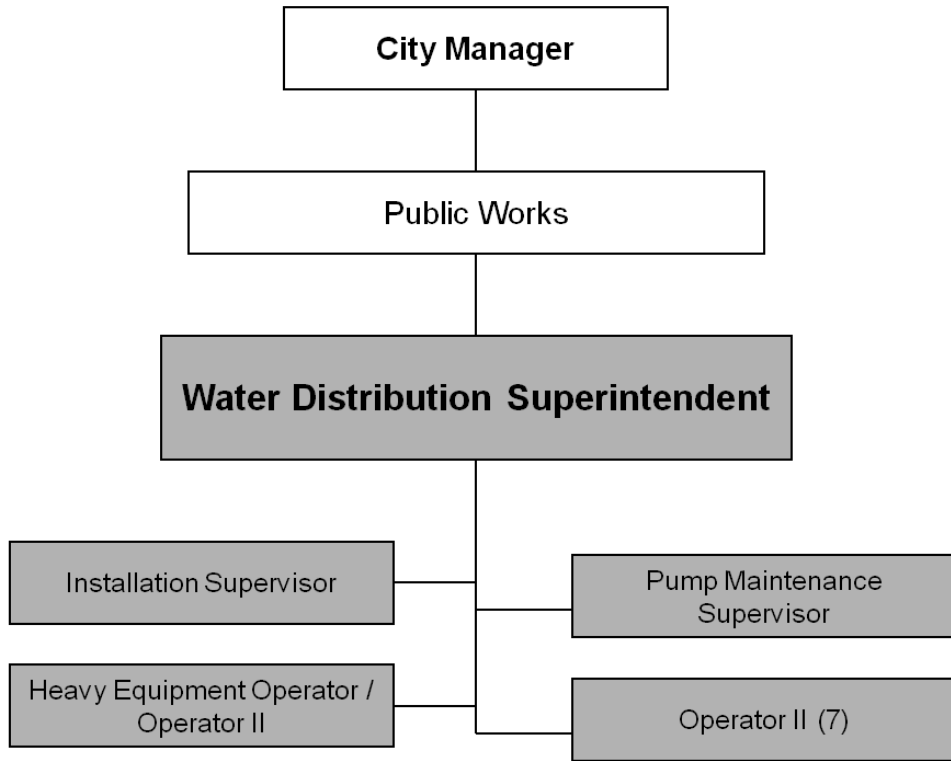 City Manager
Public Works
Water Distribution Superintendent
Installation Supervisor
Pump Maintenance
Supervisor
Heavy Equipment Operator /
Operator II
Operator II (7)